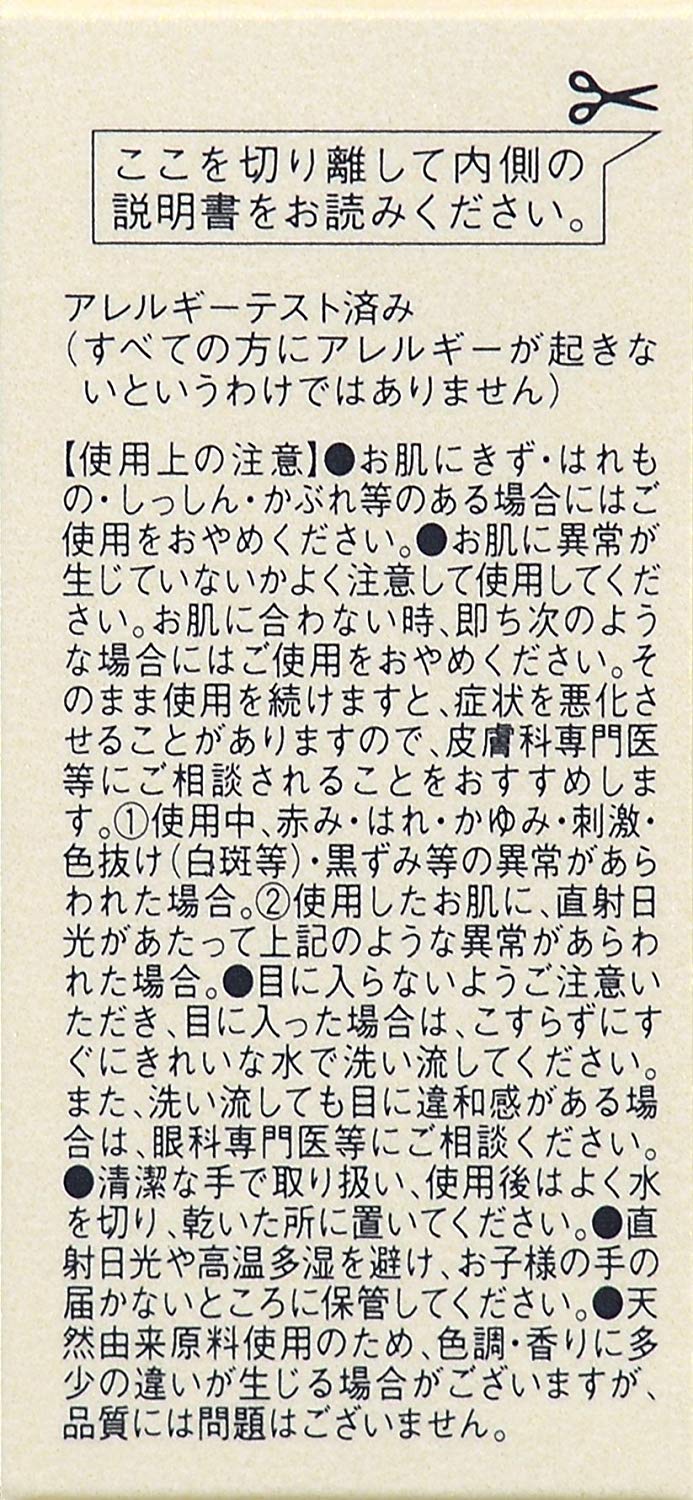 ここを切り離して内側の
説明書をお読みください。
アレルギーテスト済み
(すべての方にアレルギーが起きな
いというわけではありません)
【使用上の注意】●お肌にきず・はれも
の・しっしん・かぶれ等のある場合にはご
使用をおやめください。●お肌に異常が
生じていないかよく注意して使用してくだ
さい。お肌に合わない時、即ち次のよう
な場合にはご使用をおやめください。そ
のまま使用を続けますと、症状を悪化さ
せることがありますので、皮膚科専門医
等にご相談されることをおすすめしま
す。①使用中、赤み・はれ・かゆみ・刺激・
色抜け(白斑等)・黒ずみ等の異常があら
われた場合。②使用したお肌に、直射日
光があたって上記のような異常があらわ
れた場合。●目に入らないようご注意い
ただき、目に入った場合は、こすらずにす
ぐにきれいな水で洗い流してください。
また、洗い流しても目に違和感がある場
合は、眼科専門医等にご相談ください。
●清潔な手で取り扱い、使用後はよく水
を切り、乾いた所に置いてください。●直
射日光や高温多湿を避け、お子様の手の
届かないところに保管してください。●天
然由来原料使用のため、色調・香りに多
少の違いが生じる場合がございますが、
品質には問題はございません。